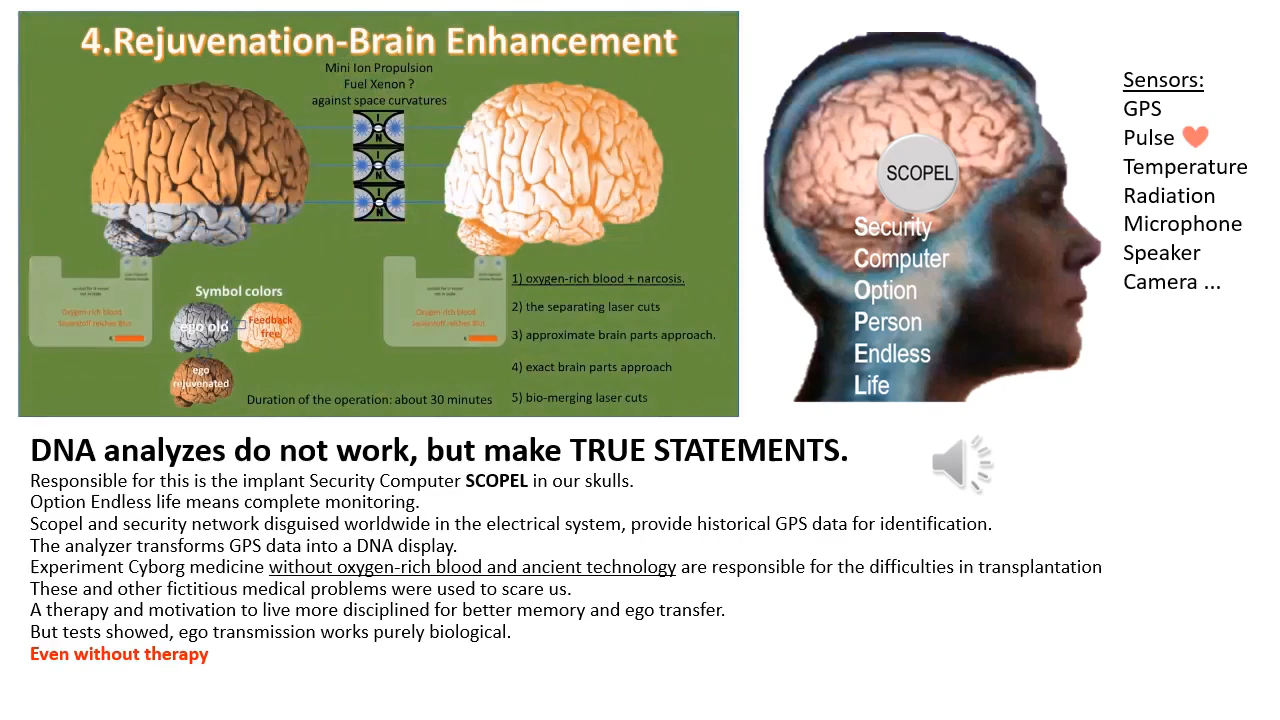 4.Rejuvenation-Brain Enhancement
Mini Ion Propulsion
Fuel Xenon ?
against space curvatures
I
N
I
N
I
N
Oxygen-rich blood
Sauerstoff reiches Blut
Symbol colors
ego old
Feedback
free
ego
rejuvenated
Duration of the operation: about 30 minutes
Oxygen-rich blood
Sauerstoff reiches Blut
1) oxygen-rich blood + narcosis.
2) the separating laser cuts
3) approximate brain parts approach.
4) exact brain parts approach
5) bio-merging laser cuts
SCOPEL
Security
Computer
Option
Person
Endless
Life
Sensors:
GPS
Pulse
Temperature
Radiation
Microphone
Speaker
Camera ...
DNA analyzes do not work, but make TRUE STATEMENTS.
Responsible for this is the implant Security Computer SCOPEL in our skulls.
Option Endless life means complete monitoring.
Scopel and security network disguised worldwide in the electrical system, provide historical GPS data for identification.
The analyzer transforms GPS data into a DNA display.
Experiment Cyborg medicine without oxygen-rich blood and ancient technology are responsible for the difficulties in transplantation
These and other fictitious medical problems were used to scare us.
A therapy and motivation to live more disciplined for better memory and ego transfer.
But tests showed, ego transmission works purely biological.
Even without therapy